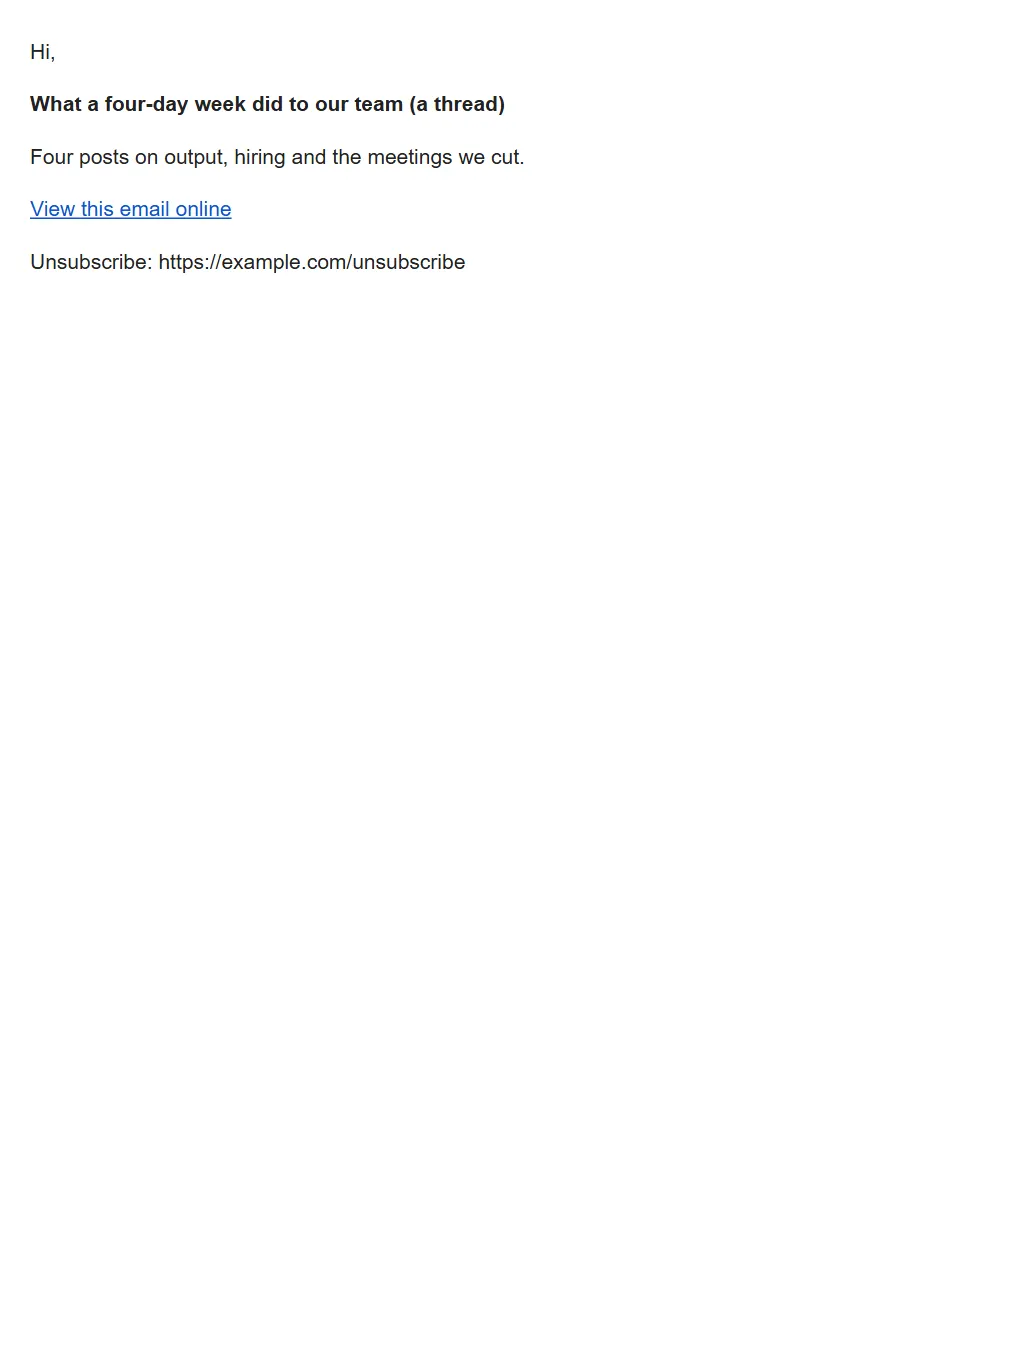 Hi,
What a four-day week did to our team (a thread)
Four posts on output, hiring and the meetings we cut.
View this email online
Unsubscribe: https://example.com/unsubscribe